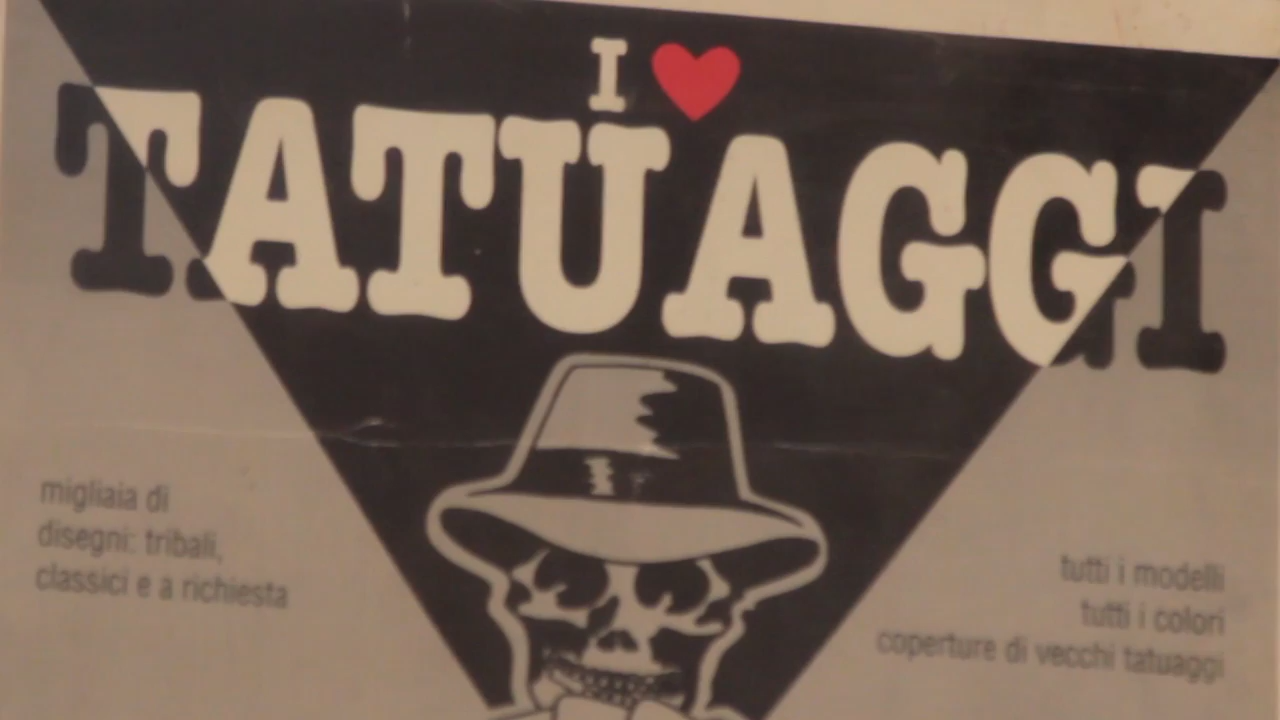 I ❤
TATUAGGI
migliaia di
disegni: tribali,
classici e a richiesta
tutti i modelli
tutti i colori
coperture di vecchi tatuaggi